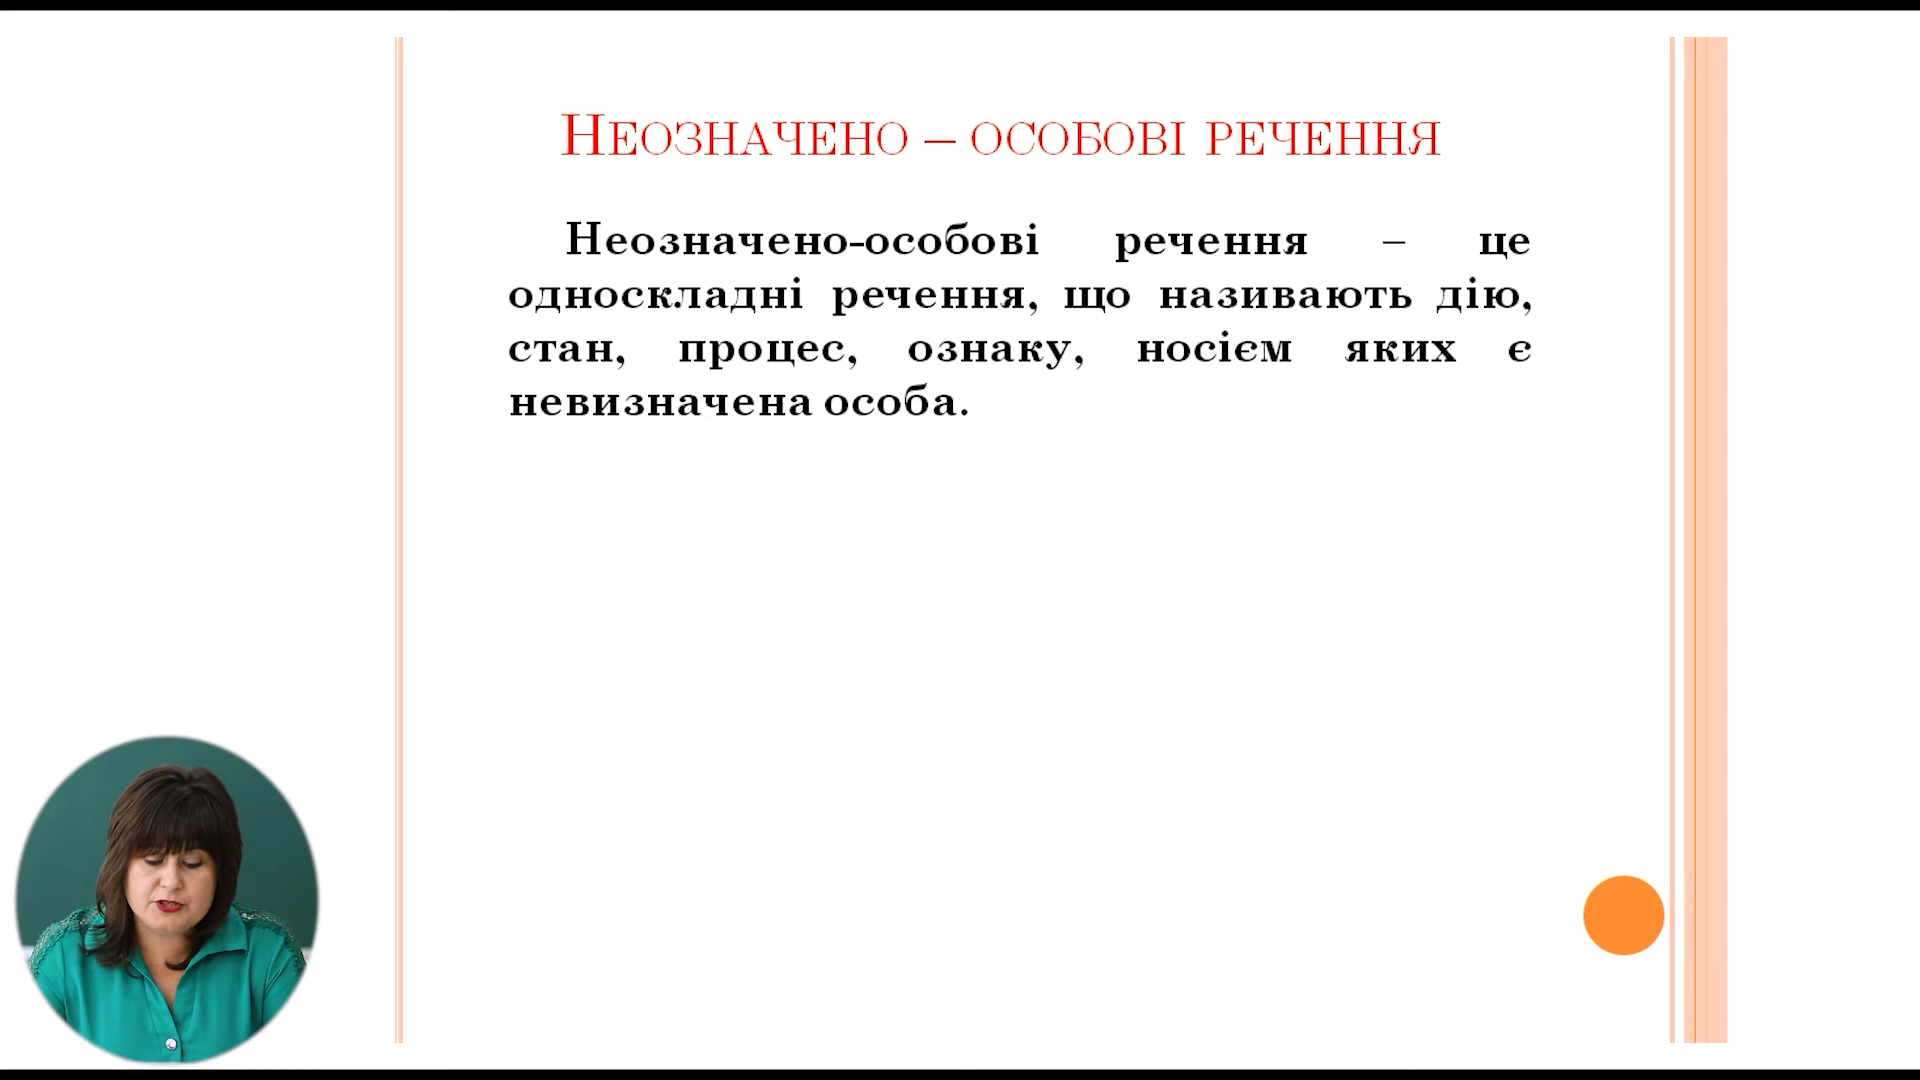 Неозначено – особові речення
Неозначено-особові речення – це
односкладні речення, що називають дію,
стан, процес, ознаку, носієм яких є
невизначена особа.